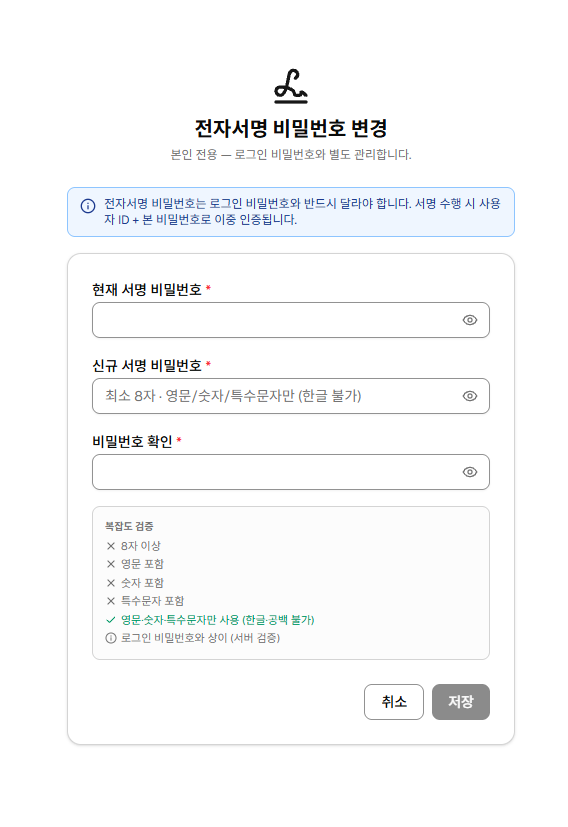 전자서명 비밀번호 변경
본인 전용 — 로그인 비밀번호와 별도 관리합니다.
전자서명 비밀번호는 로그인 비밀번호와 반드시 달라야 합니다. 서명 수행 시 사용
자 ID + 본 비밀번호로 이중 인증됩니다.
현재 서명 비밀번호 *
신규 서명 비밀번호 *
최소 8자 · 영문/숫자/특수문자만 (한글 불가)
비밀번호 확인 *
복잡도 검증
8자 이상
영문 포함
숫자 포함
특수문자 포함
영문·숫자·특수문자만 사용 (한글·공백 불가)
로그인 비밀번호와 상이 (서버 검증)
취소 저장